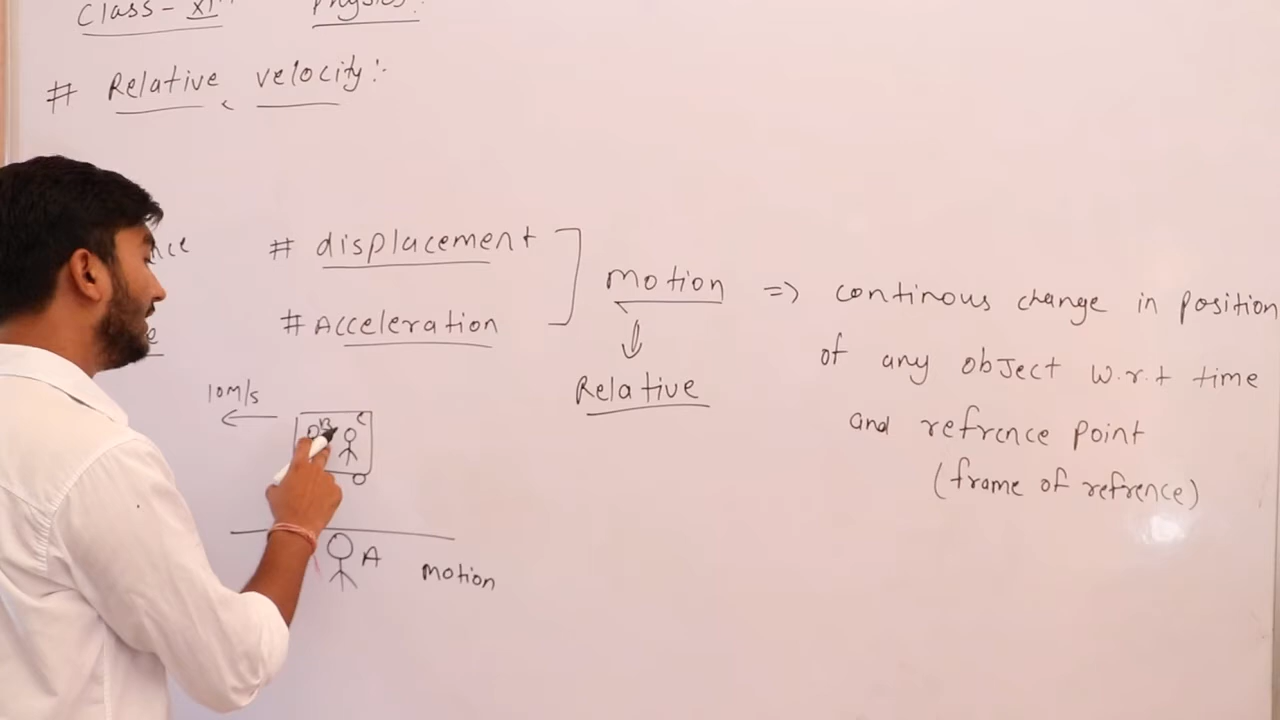 Class - XIth Physics:
# Relative velocity:-
nce # displacement
motion => continous change in position
# Acceleration
of any object w.r.t time
Relative
10m/s
and refrence point
B C
(frame of refrence)
A motion